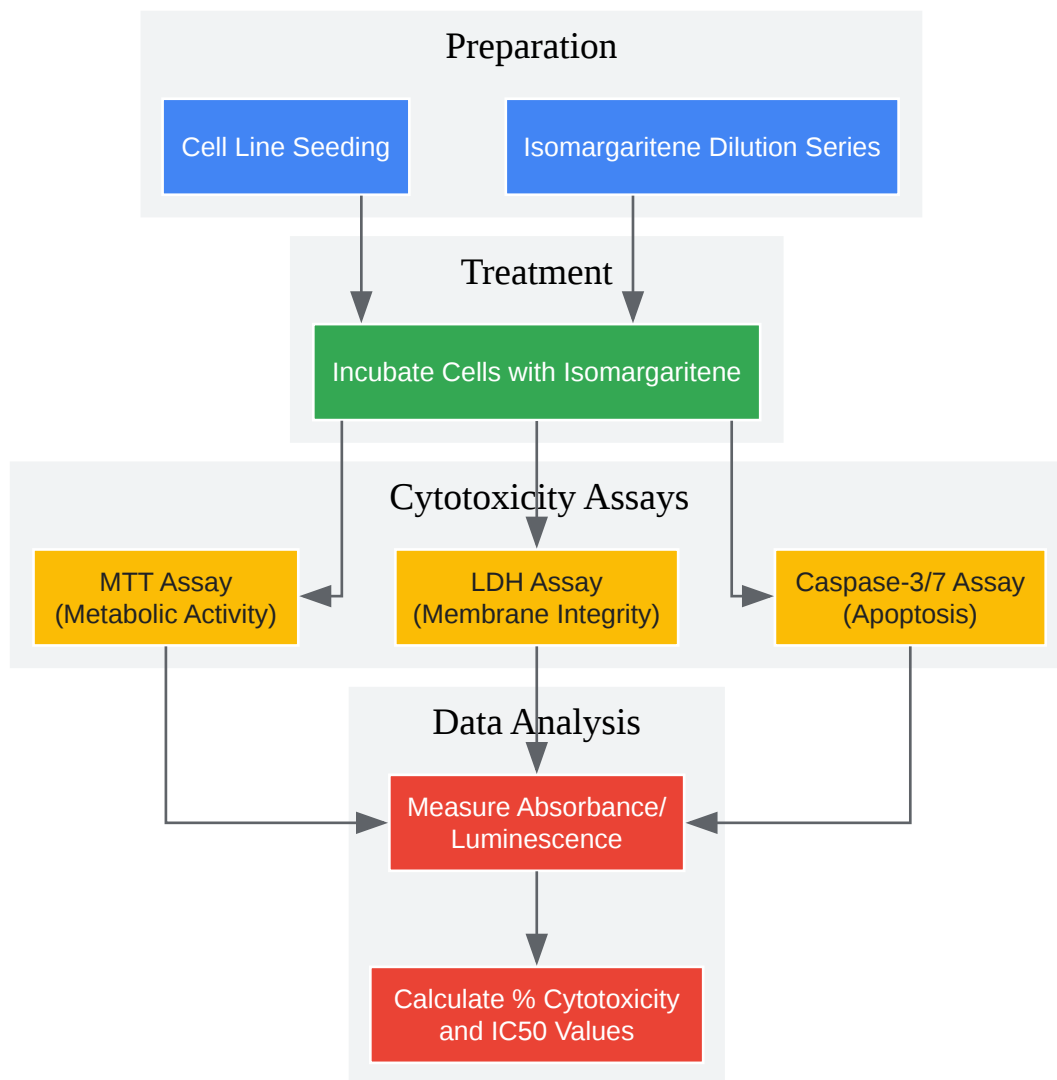 Preparation
Cell Line Seeding
Isomargaritene Dilution Series
Treatment
Incubate Cells with Isomargaritene
Cytotoxicity Assays
MTT Assay
(Metabolic Activity)
LDH Assay
(Membrane Integrity)
Caspase-3/7 Assay
(Apoptosis)
Data Analysis
Measure Absorbance/
Luminescence
Calculate % Cytotoxicity
and IC50 Values